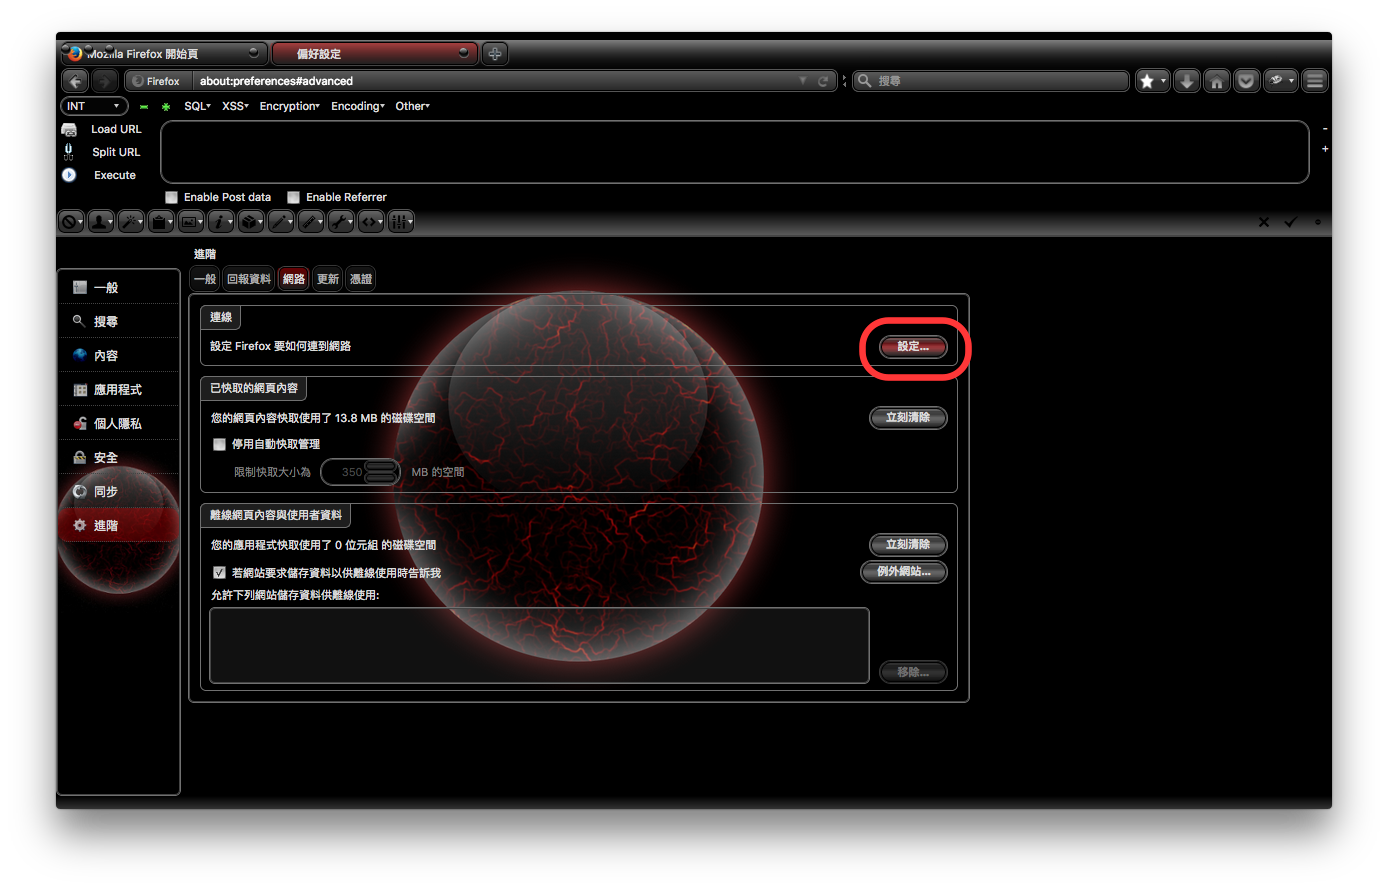 Mozilla Firefox 開始頁
偏好設定
Firefox
about:preferences#advanced
搜尋
INT
SQL
XSS
Encryption
Encoding
Other
Load URL
Split URL
Execute
-
+
Enable Post data
Enable Referrer
進階
一般
回報資料
網路
更新
憑證
一般
搜尋
內容
應用程式
個人隱私
安全
同步
進階
連線
設定 Firefox 要如何連到網路
設定...
已快取的網頁內容
您的網頁內容快取使用了 13.8 MB 的磁碟空間
立刻清除
停用自動快取管理
限制快取大小為
350
MB 的空間
離線網頁內容與使用者資料
您的應用程式快取使用了 0 位元組 的磁碟空間
立刻清除
若網站要求儲存資料以供離線使用時告訴我
例外網站...
允許下列網站儲存資料供離線使用:
移除...